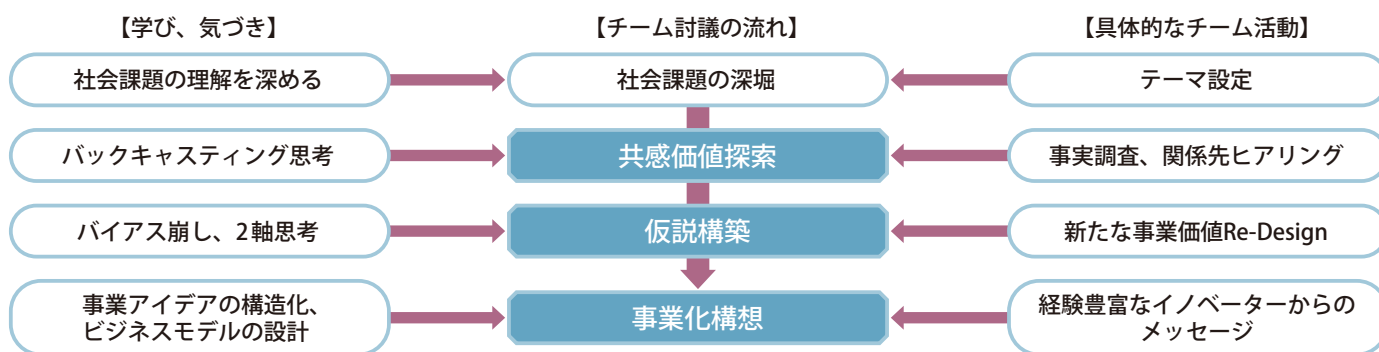 【学び、気づき】
【チーム討議の流れ】
【具体的なチーム活動】
社会課題の理解を深める
社会課題の深堀
テーマ設定
バックキャスティング思考
共感価値探索
事実調査、関係先ヒアリング
バイアス崩し、2軸思考
仮説構築
新たな事業価値Re-Design
事業アイデアの構造化、
ビジネスモデルの設計
事業化構想
経験豊富なイノベーターからの
メッセージ